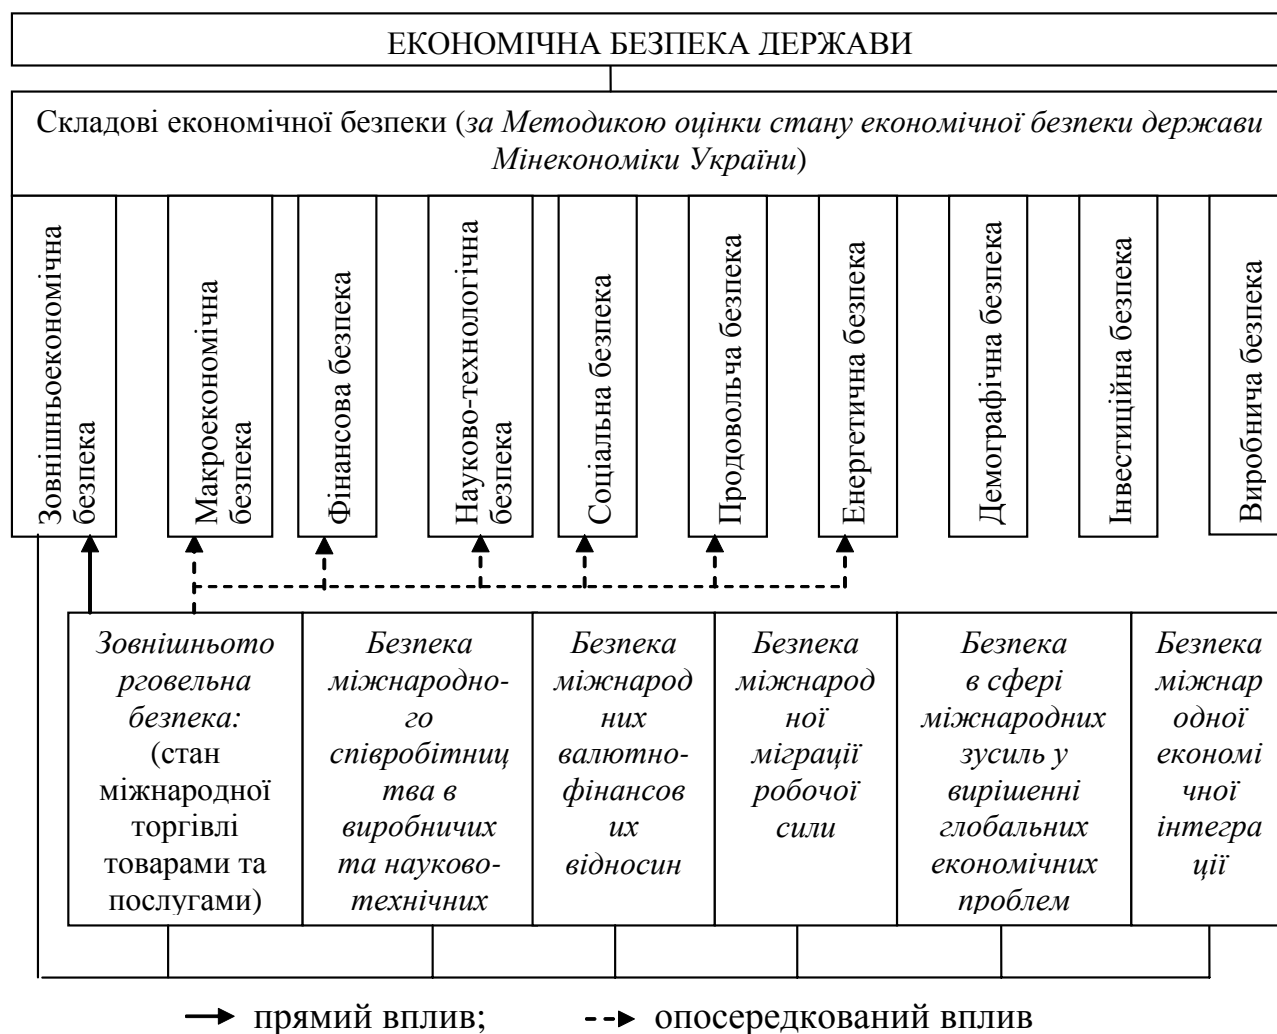 ЕКОНОМІЧНА БЕЗПЕКА ДЕРЖАВИ
Складові економічної безпеки (за Методикою оцінки стану економічної безпеки держави
Мінекономіки України)
Зовнішньоекономічна
безпека
Макроекономічна
безпека
Фінансова безпека
Науково-технологічна
безпека
Соціальна безпека
Продовольча безпека
Енергетична безпека
Демографічна безпека
Інвестиційна безпека
Виробнича безпека
Зовнішньото
рговельна
безпека:
(стан
міжнародної
торгівлі
товарами та
послугами)
Безпека
міжнародно-
го
співробітниц
тва в
виробничих
та науково-
технічних
Безпека
міжнарод
них
валютно-
фінансов
их
відносин
Безпека
міжнарод
ної
міграції
робочої
сили
Безпека
в сфері
міжнародних
зусиль у
вирішенні
глобальних
економічних
проблем
Безпека
міжнар
одної
економі
чної
інтегра
ції
прямий вплив;
опосередкований вплив